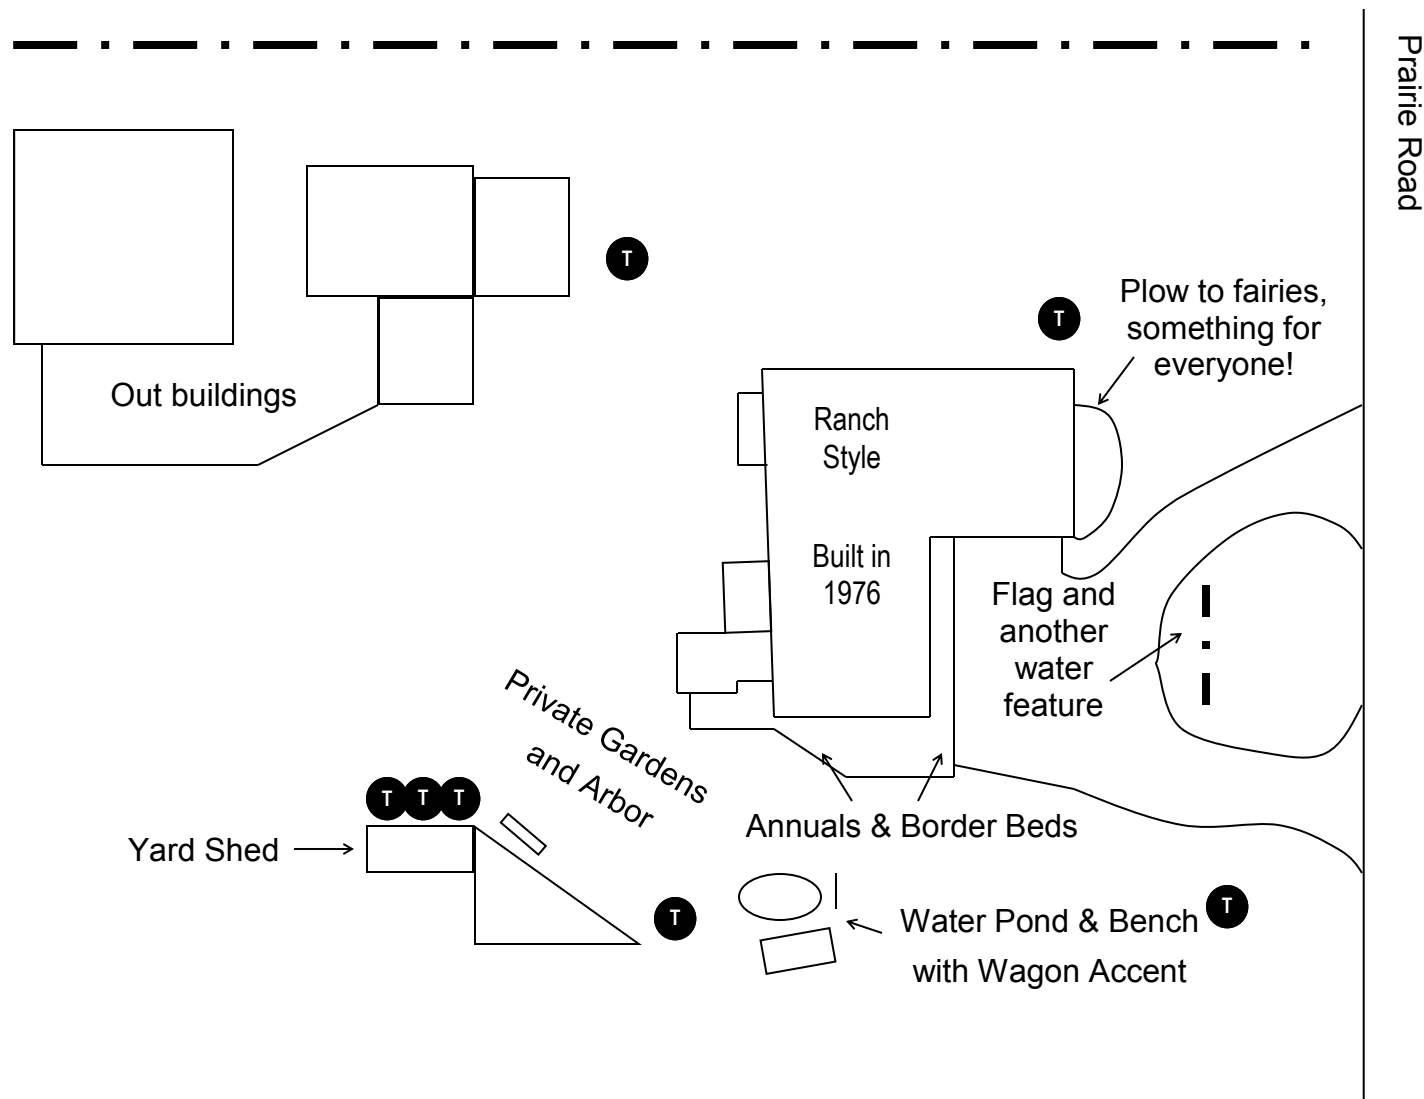 Prairie Road
T
Plow to fairies,
something for
everyone!
T
Out buildings
Ranch
Style
Built in
1976
Flag and
another
water
feature
Private Gardens
and Arbor
T T T
Yard Shed
Annuals & Border Beds
T
T
Water Pond & Bench
with Wagon Accent